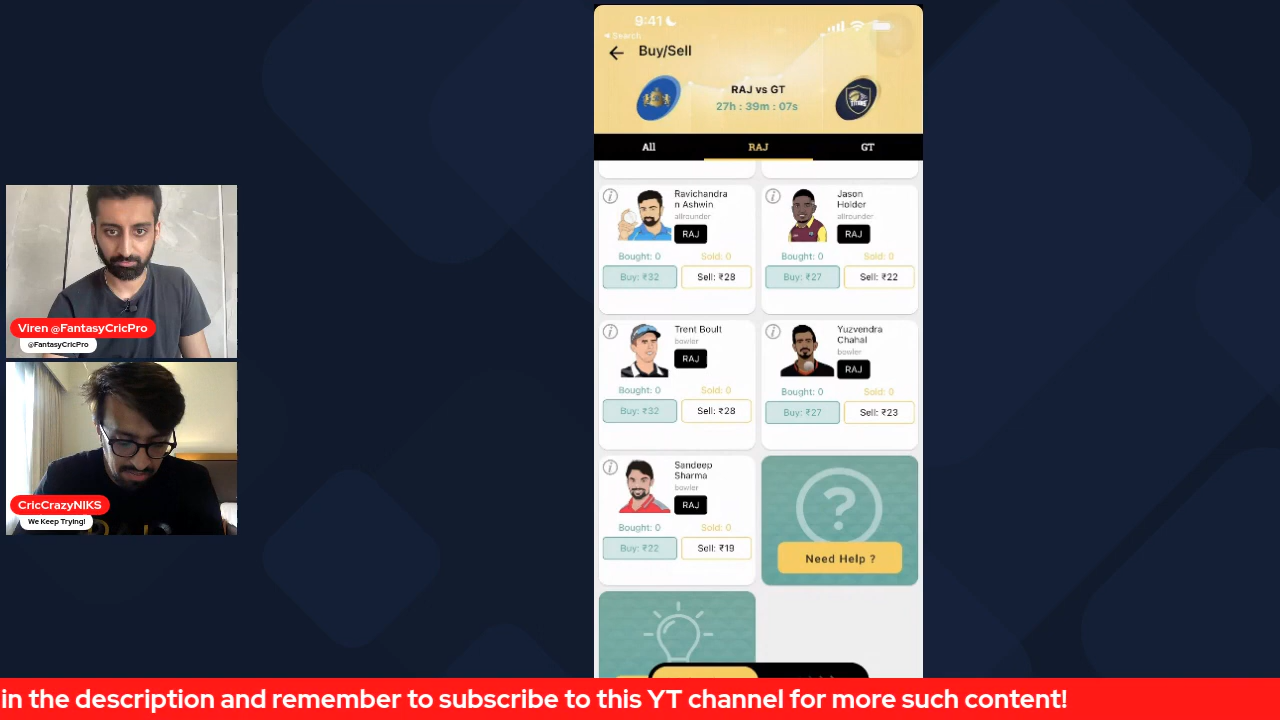 9:41
Search
Buy/Sell
RAJ vs GT
27h : 39m : 07s
All
RAJ
GT
Ravichandra
n Ashwin
allrounder
RAJ
Bought: 0
Sold: 0
Buy: ₹32
Sell: ₹28
Jason
Holder
allrounder
RAJ
Bought: 0
Sold: 0
Buy: ₹27
Sell: ₹22
Trent Boult
bowler
RAJ
Bought: 0
Sold: 0
Buy: ₹32
Sell: ₹28
Yuzvendra
Chahal
bowler
RAJ
Bought: 0
Sold: 0
Buy: ₹27
Sell: ₹23
Sandeep
Sharma
bowler
RAJ
Bought: 0
Sold: 0
Buy: ₹22
Sell: ₹19
Need Help ?
Viren @FantasyCricPro
@FantasyCricPro
CricCrazyNIKS
We Keep Trying!
in the description and remember to subscribe to this YT channel for more such content!